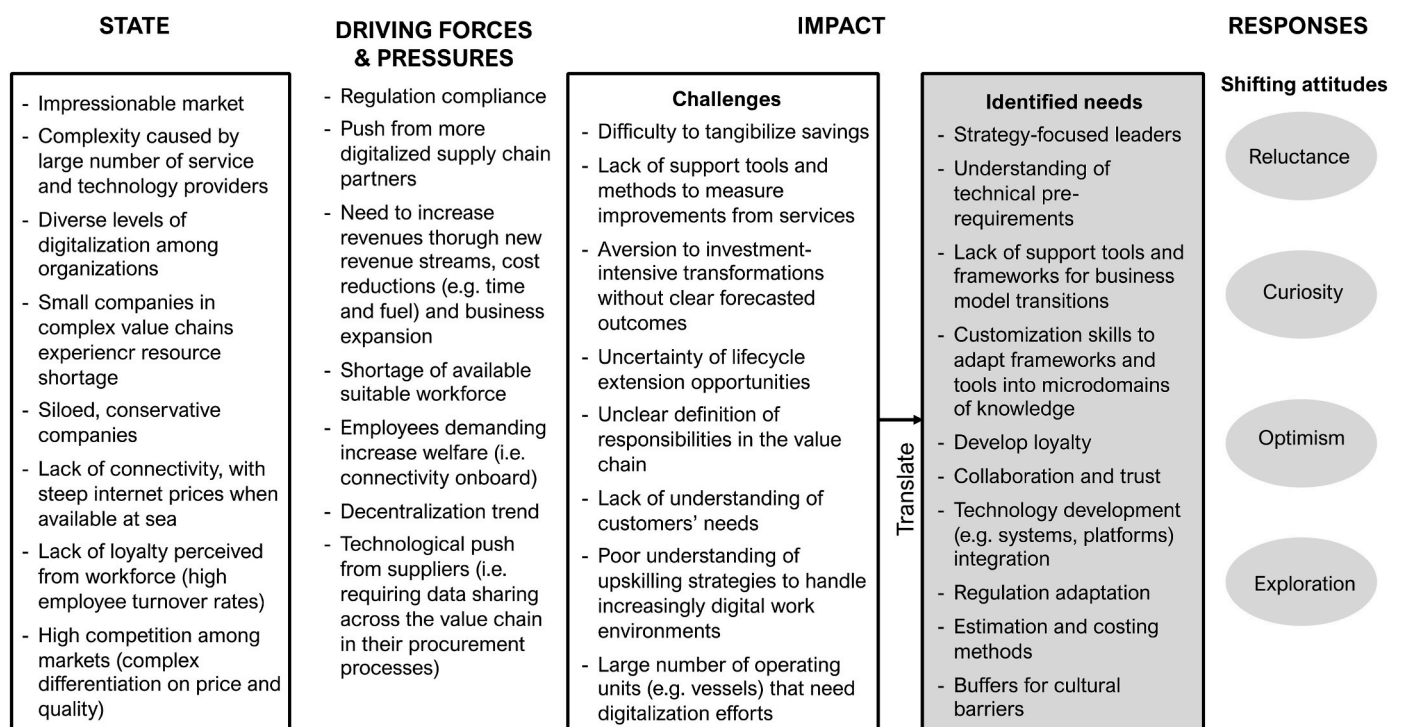 STATE
- Impressionable market
- Complexity caused by
large number of service
and technology providers
- Diverse levels of
digitalization among
organizations
- Small companies in
complex value chains
experiencr resource
shortage
- Siloed, conservative
companies
- Lack of connectivity, with
steep internet prices when
available at sea
- Lack of loyalty perceived
from workforce (high
employee turnover rates)
- High competition among
markets (complex
differentiation on price and
quality)
DRIVING FORCES
& PRESSURES
- Regulation compliance
- Push from more
digitalized supply chain
partners
- Need to increase
revenues thorugh new
revenue streams, cost
reductions (e.g. time
and fuel) and business
expansion
- Shortage of available
suitable workforce
- Employees demanding
increase welfare (i.e.
connectivity onboard)
- Decentralization trend
- Technological push
from suppliers (i.e.
requiring data sharing
across the value chain
in their procurement
processes)
IMPACT
Challenges
- Difficulty to tangibilize savings
- Lack of support tools and
methods to measure
improvements from services
- Aversion to investment-
intensive transformations
without clear forecasted
outcomes
- Uncertainty of lifecycle
extension opportunities
- Unclear definition of
responsibilities in the value
chain
- Lack of understanding of
customers' needs
- Poor understanding of
upskilling strategies to handle
increasingly digital work
environments
- Large number of operating
units (e.g. vessels) that need
digitalization efforts
Translate
Identified needs
- Strategy-focused leaders
- Understanding of
technical pre-
requirements
- Lack of support tools and
frameworks for business
model transitions
- Customization skills to
adapt frameworks and
tools into microdomains
of knowledge
- Develop loyalty
- Collaboration and trust
- Technology development
(e.g. systems, platforms)
integration
- Regulation adaptation
- Estimation and costing
methods
- Buffers for cultural
barriers
RESPONSES
Shifting attitudes
Reluctance
Curiosity
Optimism
Exploration